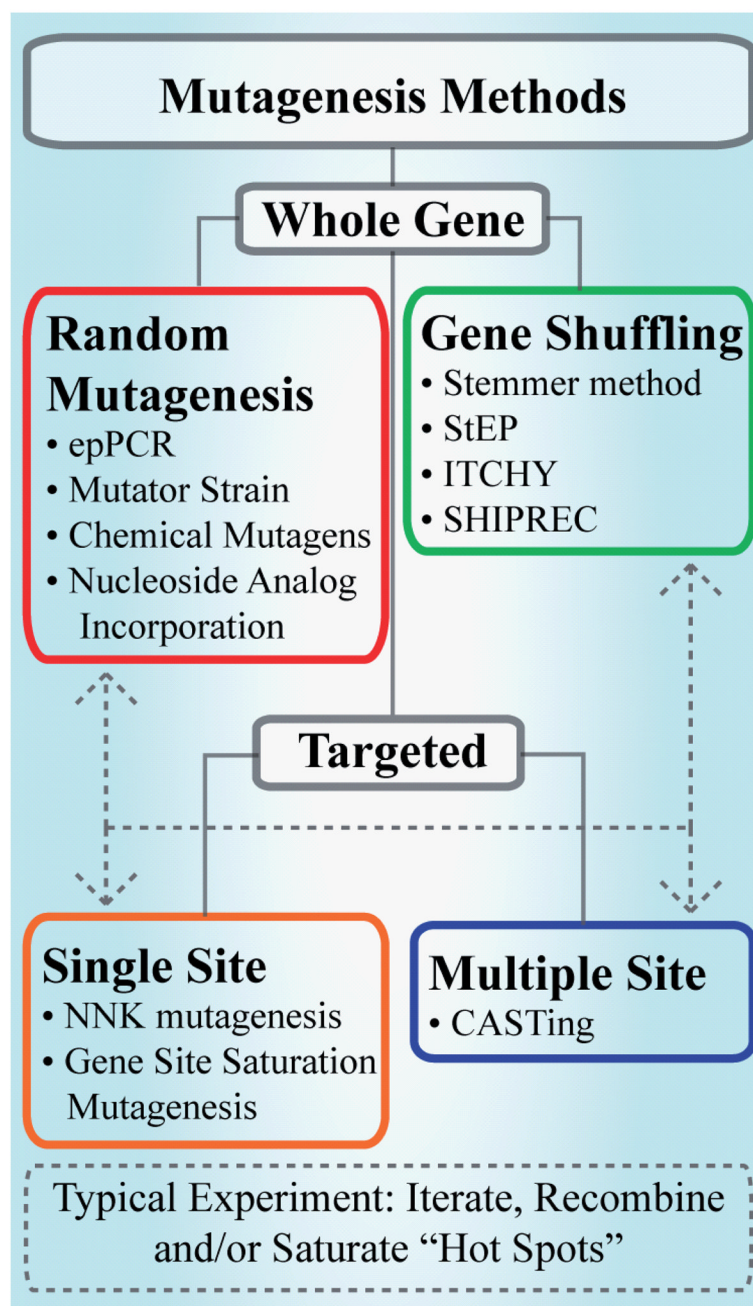 Mutagenesis Methods
Whole Gene
Random
Mutagenesis
• epPCR
• Mutator Strain
• Chemical Mutagens
• Nucleoside Analog
Incorporation
Gene Shuffling
• Stemmer method
• StEP
• ITCHY
• SHIPREC
Targeted
Single Site
• NNK mutagenesis
• Gene Site Saturation
Mutagenesis
Multiple Site
• CASTing
Typical Experiment: Iterate, Recombine
and/or Saturate “Hot Spots”